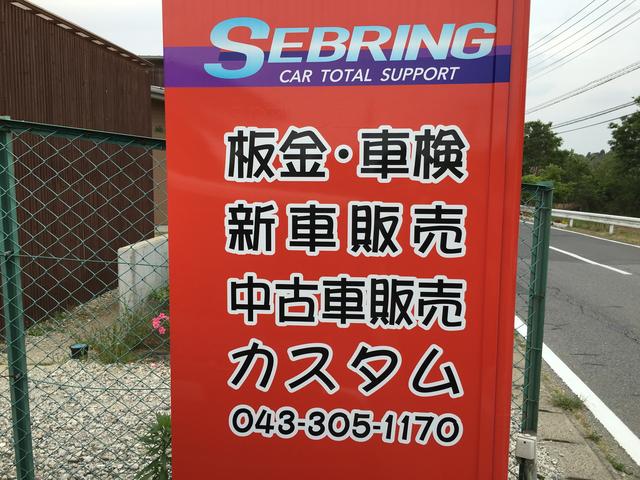 SEBRING
CAR TOTAL SUPPORT
板金・車検
新車販売
中古車販売
カスタム
043-305-1170